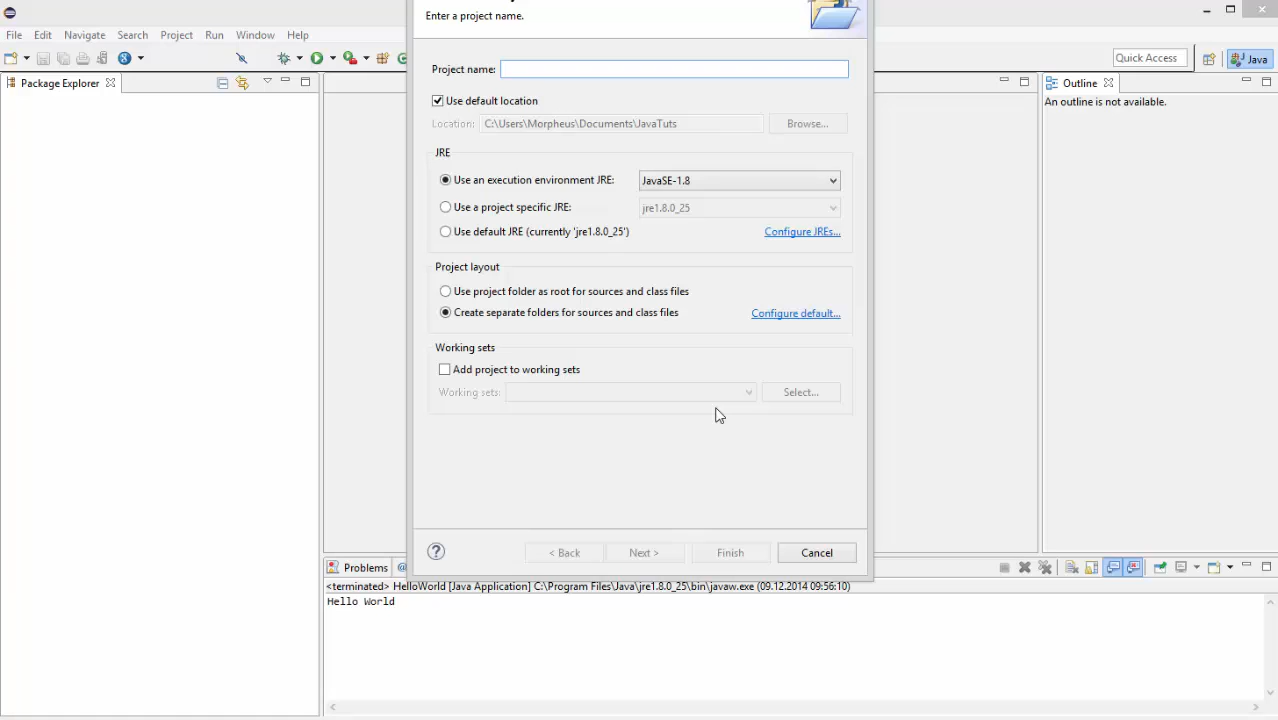 File Edit Navigate Search Project Run Window Help
Enter a project name.
Quick Access
Java
Package Explorer
Outline
An outline is not available.
Project name:
Use default location
Location: C:\Users\Morpheus\Documents\JavaTuts Browse...
JRE
Use an execution environment JRE: JavaSE-1.8
Use a project specific JRE: jre1.8.0_25
Use default JRE (currently 'jre1.8.0_25') Configure JREs...
Project layout
Use project folder as root for sources and class files
Create separate folders for sources and class files Configure default...
Working sets
Add project to working sets
Working sets: Select...
? < Back Next > Finish Cancel
Problems @
<terminated> HelloWorld [Java Application] C:\Program Files\Java\jre1.8.0_25\bin\javaw.exe (09.12.2014 09:56:10)
Hello World